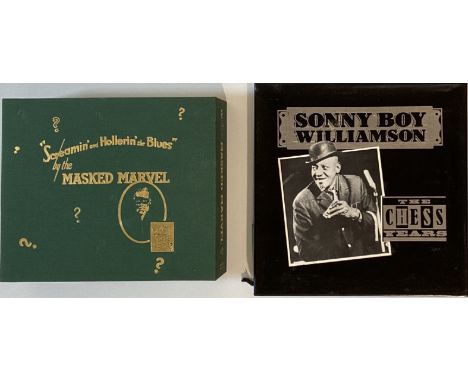 "Screamin' and Hollerin' the Blues"
by the
MASKED MARVEL
? ? ? ? ? ?
SONNY BOY
WILLIAMSON
THE
CHESS
YEARS